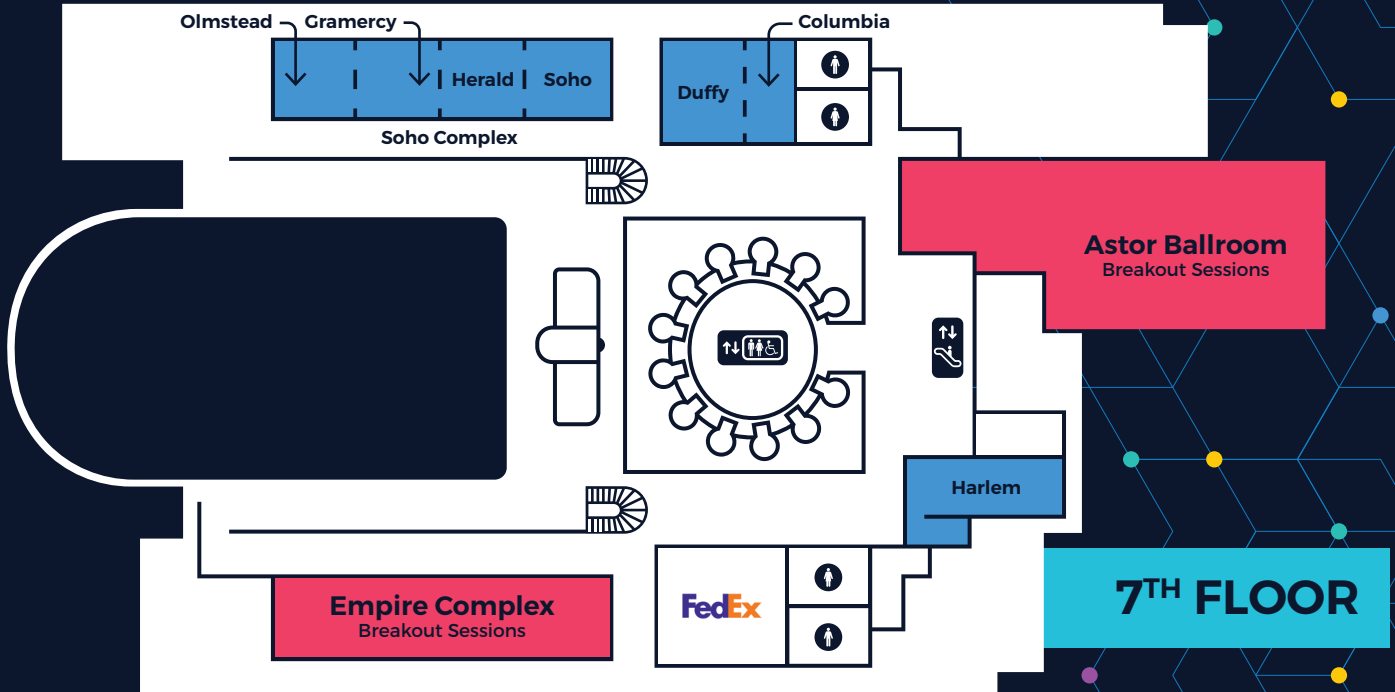 Olmstead
Gramercy
Columbia
Herald
Soho
Duffy
Soho Complex
Astor Ballroom
Breakout Sessions
Harlem
Empire Complex
Breakout Sessions
FedEx
7TH FLOOR